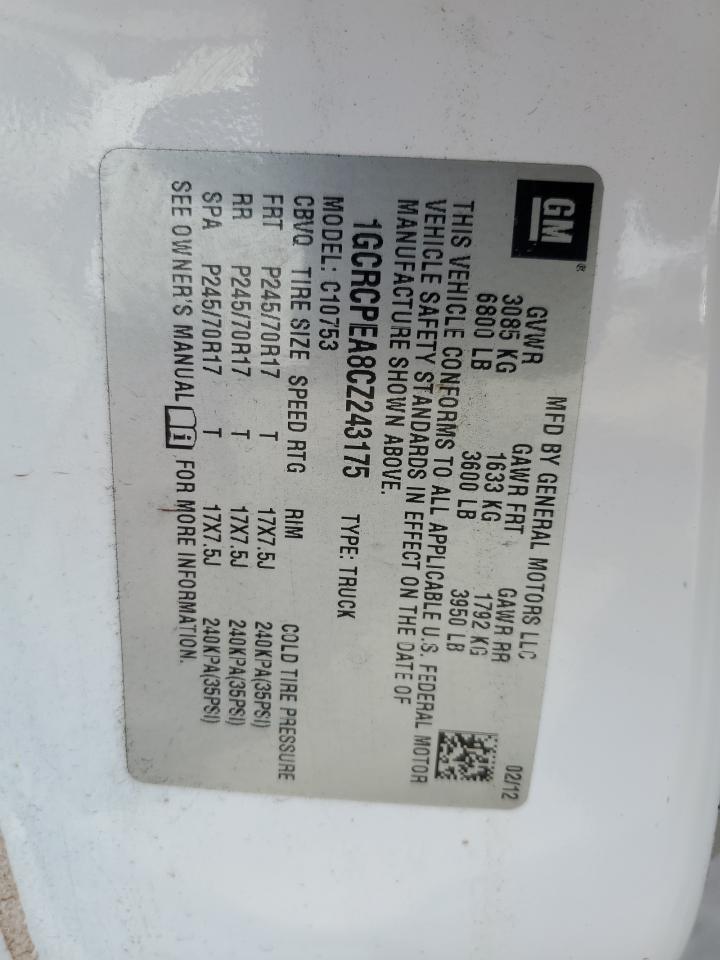 GM®
MFD BY GENERAL MOTORS LLC 02/12
GVWR GAWR FRT GAWR RR
3085 KG 1633 KG 1792 KG
6800 LB 3600 LB 3950 LB
THIS VEHICLE CONFORMS TO ALL APPLICABLE U.S. FEDERAL MOTOR
VEHICLE SAFETY STANDARDS IN EFFECT ON THE DATE OF
MANUFACTURE SHOWN ABOVE.
1GCRCPEA8CZ243175 TYPE: TRUCK
MODEL: C10753
CBVQ TIRE SIZE SPEED RTG RIM COLD TIRE PRESSURE
FRT P245/70R17 T 17X7.5J 240KPA(35PSI)
RR P245/70R17 T 17X7.5J 240KPA(35PSI)
SPA P245/70R17 T 17X7.5J 240KPA(35PSI)
SEE OWNER'S MANUAL FOR MORE INFORMATION.